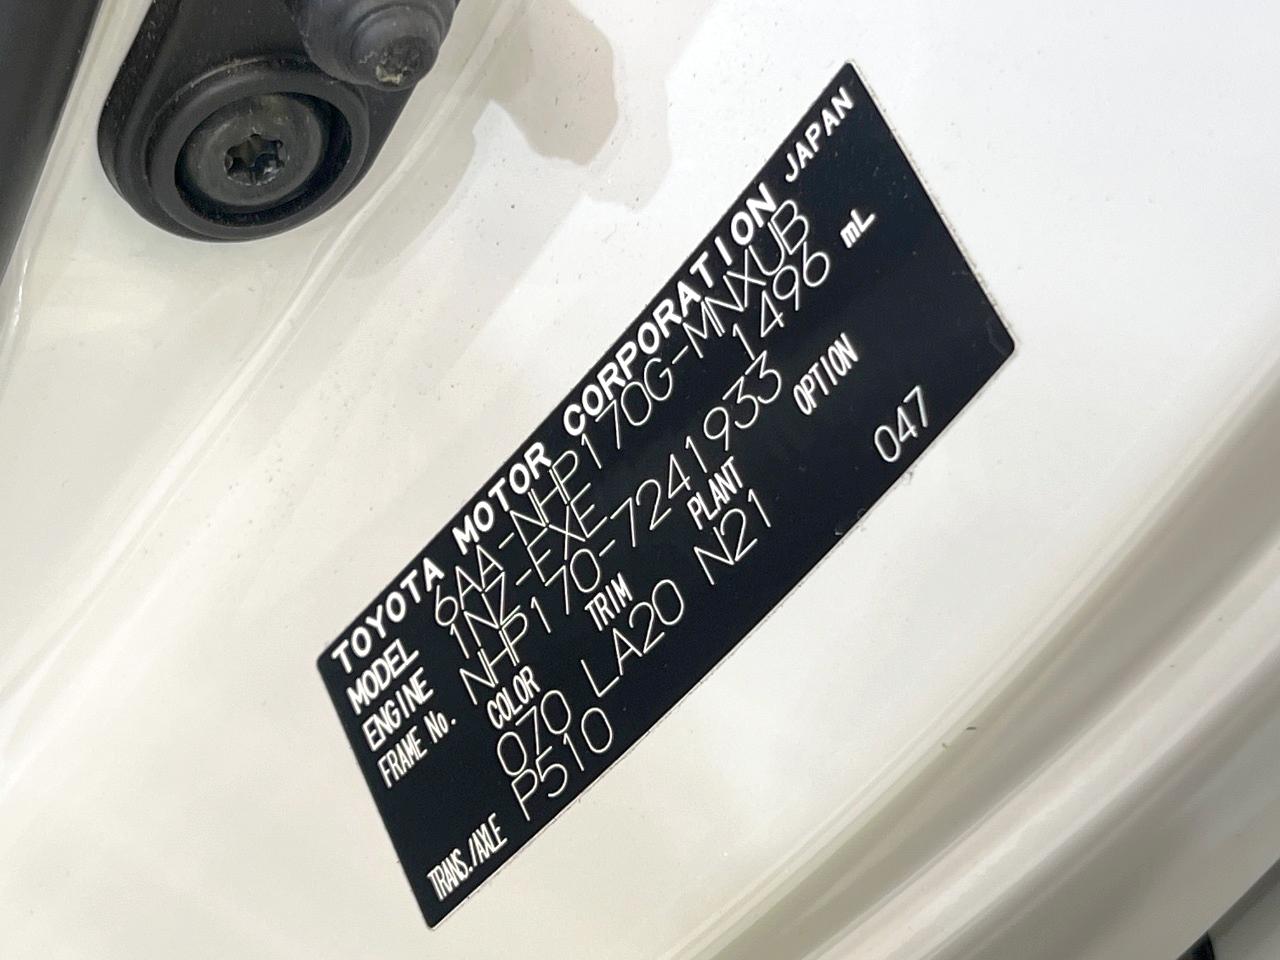 TOYOTA MOTOR CORPORATION JAPAN
MODEL 6AA-NHP170G-MNXUB
ENGINE 1NZ-EXE 1496 mL
FRAME No. NHP170-7241933
COLOR TRIM PLANT OPTION
070 LA20 N21 047
TRANS./AXLE P510